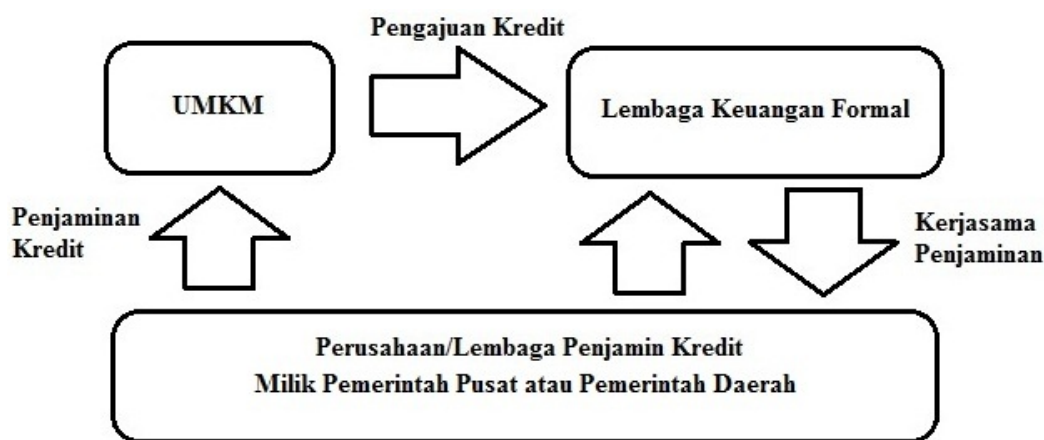 Pengajuan Kredit
UMKM
Lembaga Keuangan Formal
Penjaminan
Kredit
Kerjasama
Penjaminan
Perusahaan/Lembaga Penjamin Kredit
Milik Pemerintah Pusat atau Pemerintah Daerah